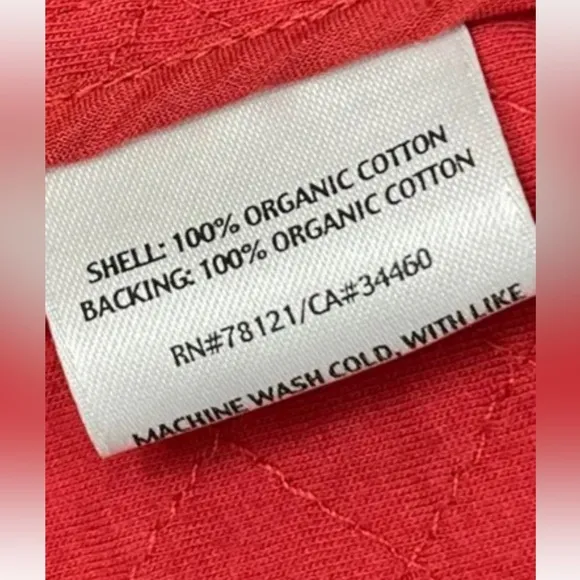 SHELL: 100% ORGANIC COTTON
BACKING: 100% ORGANIC COTTON
RN#78121/CA#34460
MACHINE WASH COLD, WITH LIKE